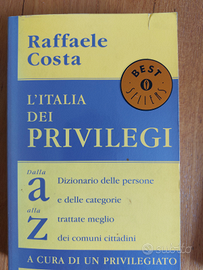 Raffaele
Costa
BEST
SELLERS
L'ITALIA
DEI
PRIVILEGI
Dalla
a
alla
z
Dizionario delle persone
e delle categorie
trattate meglio
dei comuni cittadini
A CURA DI UN PRIVILEGIATO
subito